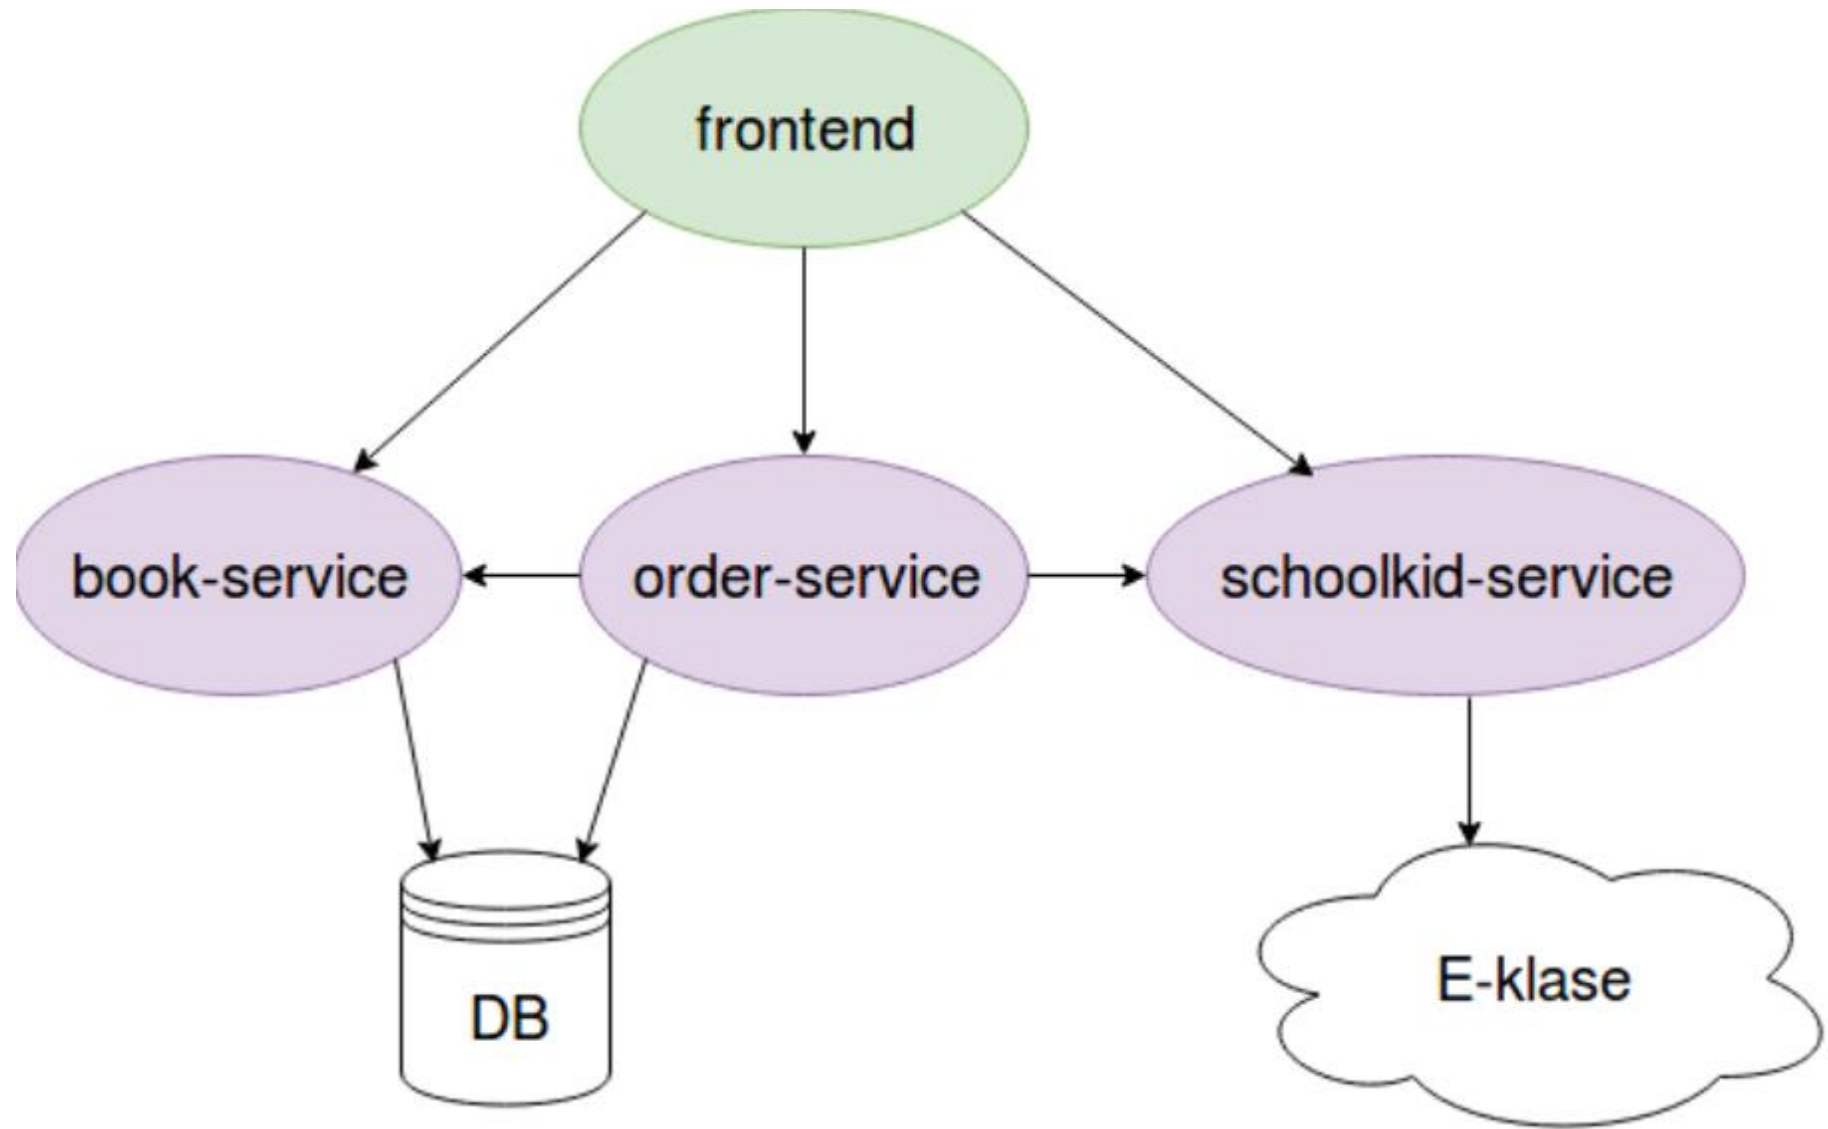 frontend
book-service
order-service
schoolkid-service
DB
E-klase